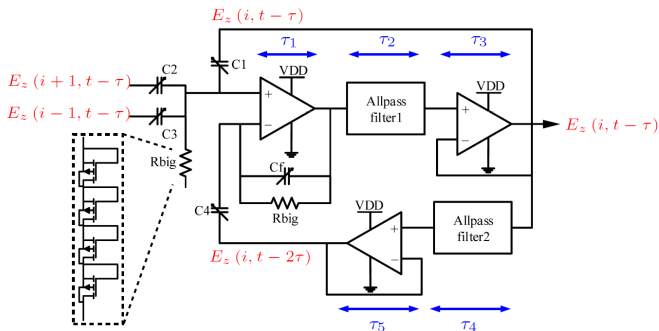 E_z (i, t − τ)
τ₁ τ₂ τ₃
C1
C2
E_z (i + 1, t − τ)
VDD
+
Allpass filter1
VDD
+
E_z (i − 1, t − τ)
C3
−
−
E_z (i, t − τ)
Rbig
Cf
C4
Rbig
VDD
+
Allpass filter2
E_z (i, t − 2τ)
−
τ₅ τ₄